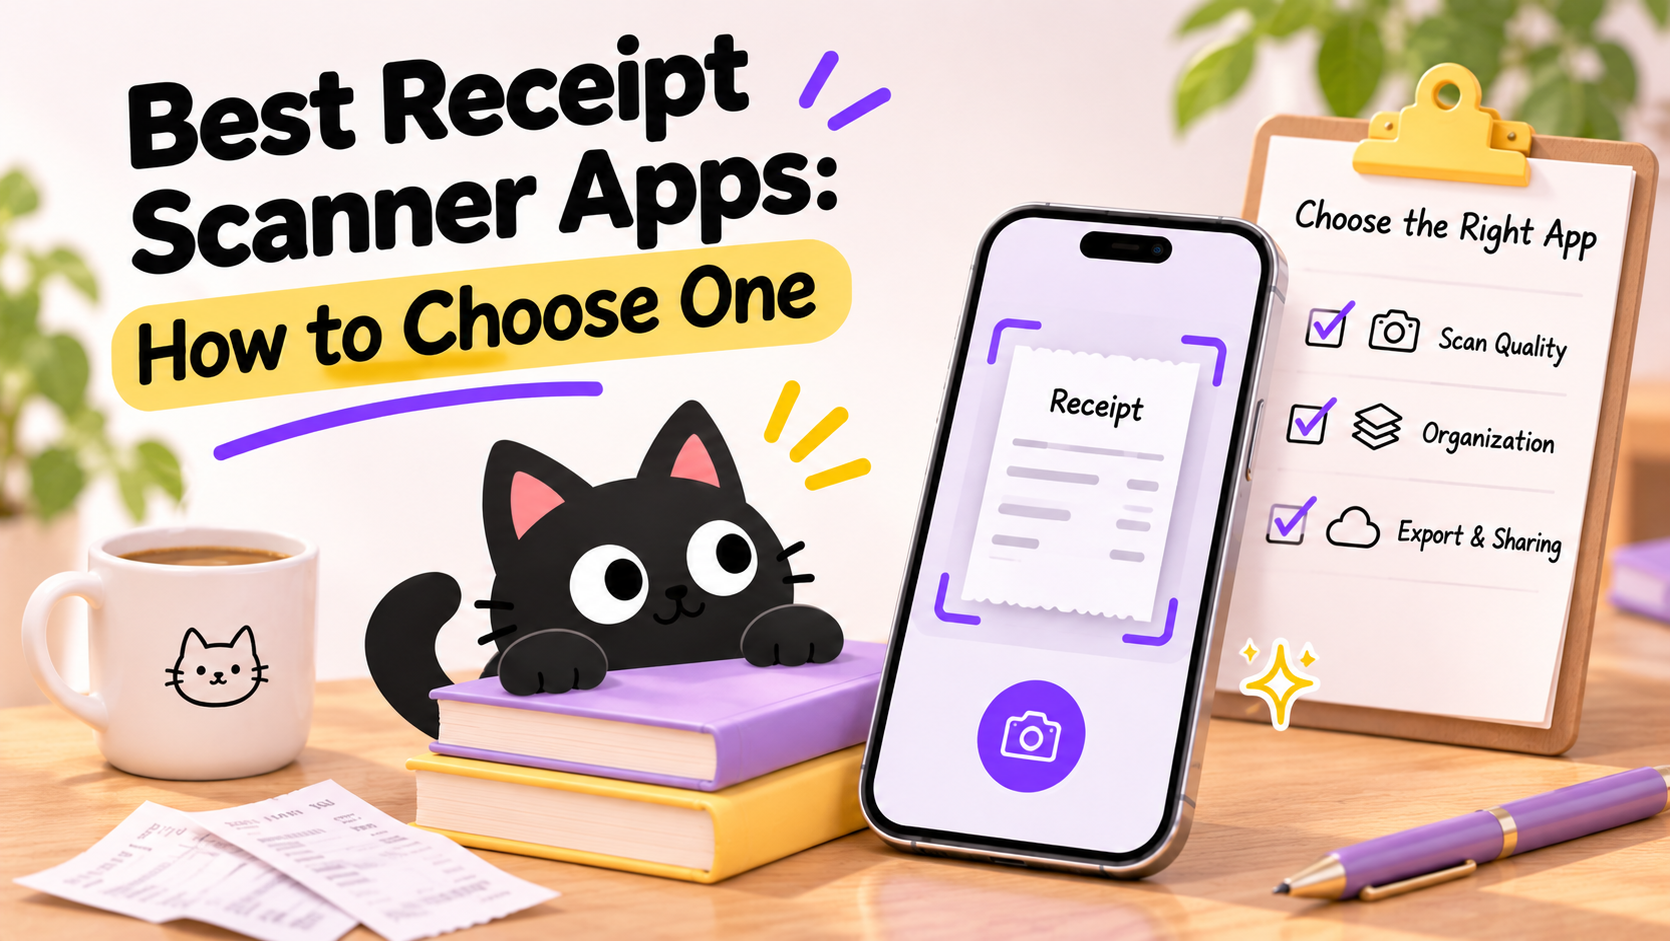 Best Receipt
Scanner Apps:
How to Choose One
Receipt
Choose the Right App
Scan Quality
Organization
Export & Sharing